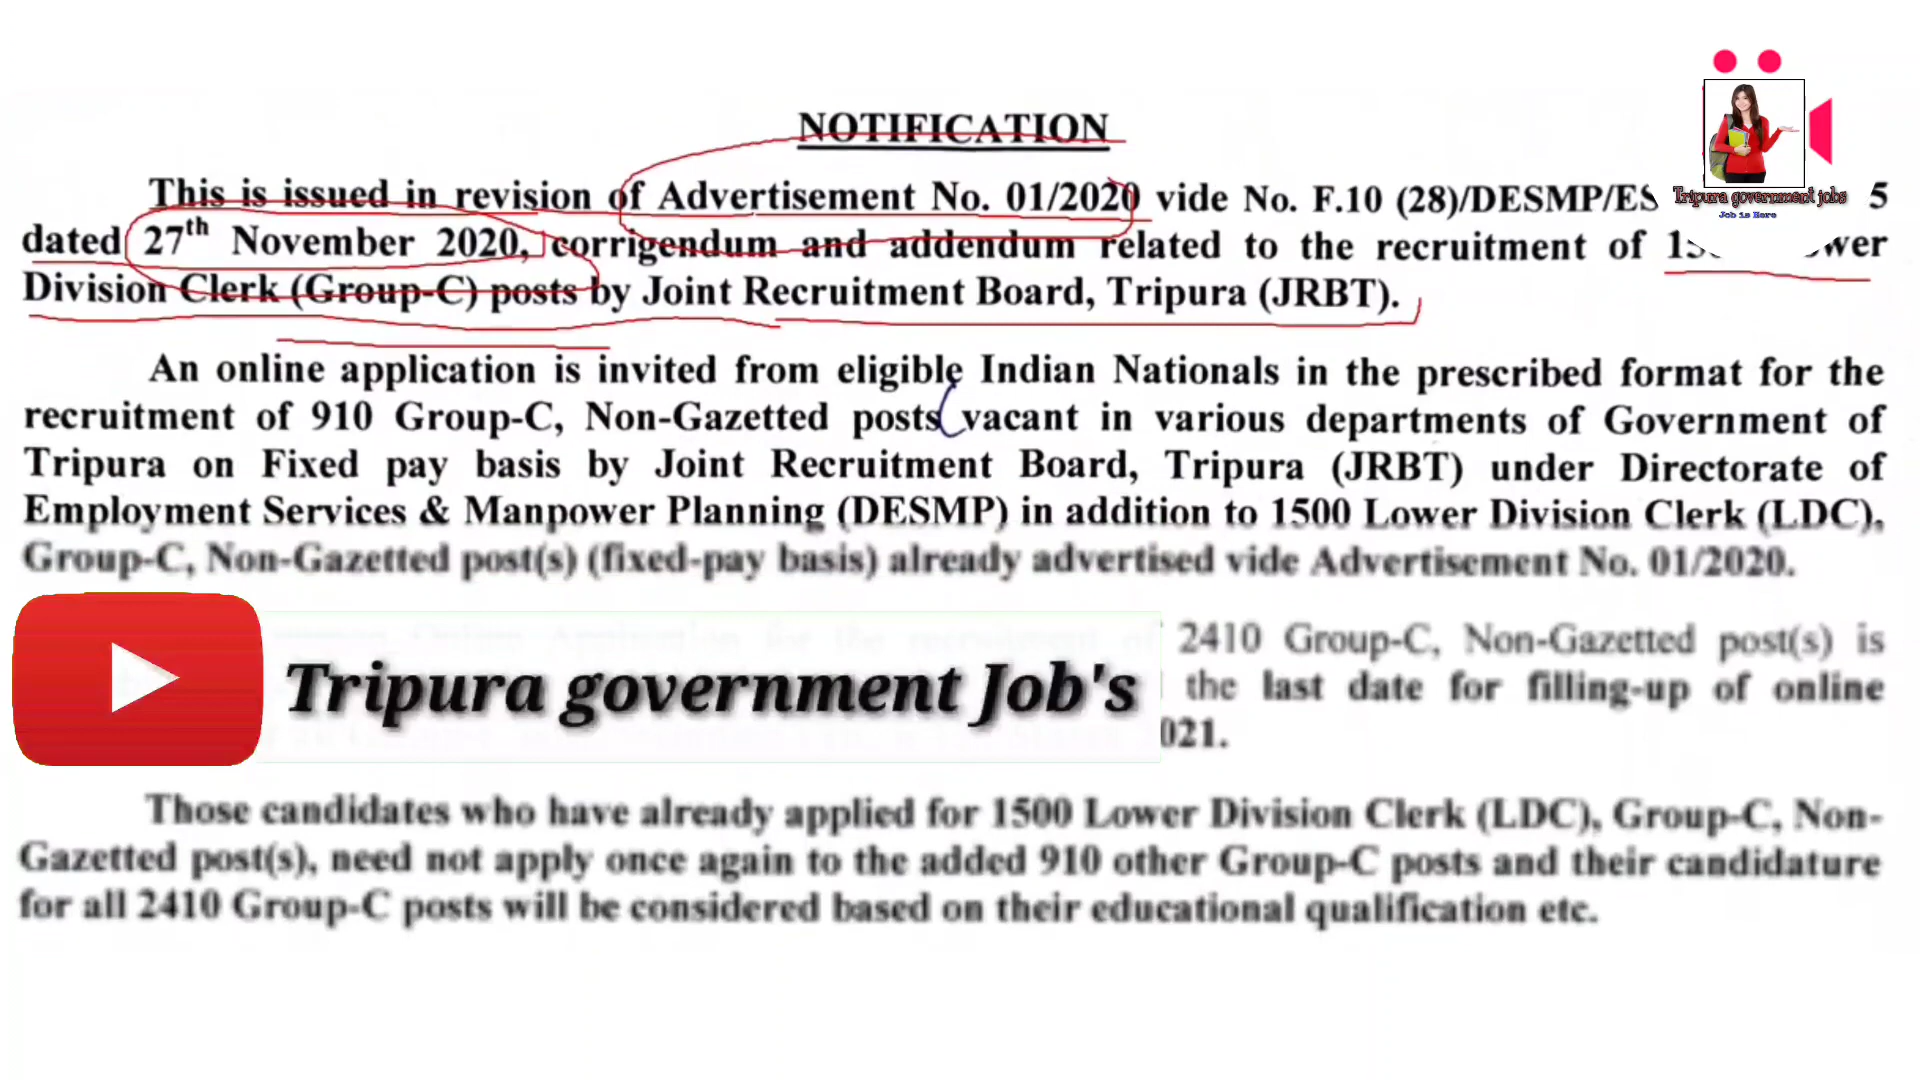 NOTIFICATION
This is issued in revision of Advertisement No. 01/2020 vide No. F.10 (28)/DESMP/ES 5
dated 27th November 2020, corrigendum and addendum related to the recruitment of
Division Clerk (Group-C) posts by Joint Recruitment Board, Tripura (JRBT).
Tripura government jobs
Job is Here
An online application is invited from eligible Indian Nationals in the prescribed format for the
recruitment of 910 Group-C, Non-Gazetted posts vacant in various departments of Government of
Tripura on Fixed pay basis by Joint Recruitment Board, Tripura (JRBT) under Directorate of
Employment Services & Manpower Planning (DESMP) in addition to 1500 Lower Division Clerk (LDC),
Group-C, Non-Gazetted post(s) (fixed-pay basis) already advertised vide Advertisement No. 01/2020.
2410 Group-C, Non-Gazetted post(s) is
the last date for filling-up of online
021.
Tripura government Job's
Those candidates who have already applied for 1500 Lower Division Clerk (LDC), Group-C, Non-
Gazetted post(s), need not apply once again to the added 910 other Group-C posts and their candidature
for all 2410 Group-C posts will be considered based on their educational qualification etc.